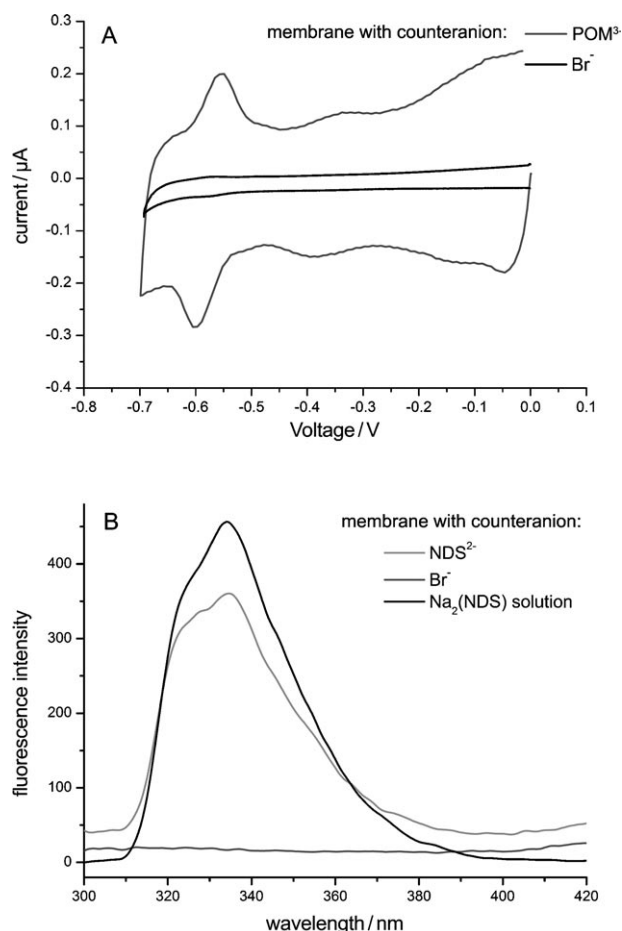 A
membrane with counteranion:
POM³⁻
Br⁻
0.3
0.2
0.1
0.0
-0.1
-0.2
-0.3
-0.4
current / µA
-0.8 -0.7 -0.6 -0.5 -0.4 -0.3 -0.2 -0.1 0.0 0.1
Voltage / V
B
membrane with counteranion:
NDS²⁻
Br⁻
Na₂(NDS) solution
400
300
200
100
0
fluorescence intensity
300 320 340 360 380 400 420
wavelength / nm